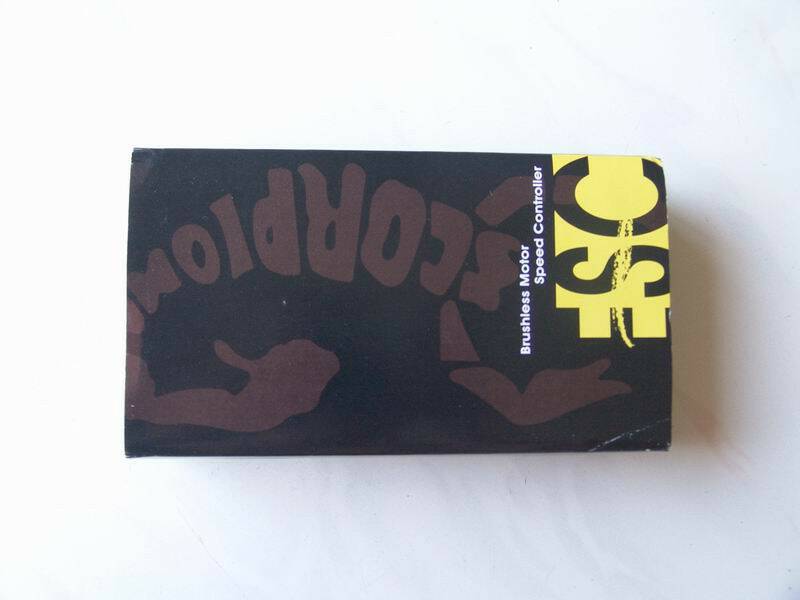 SCORPION
ESC
Brushless Motor
Speed Controller